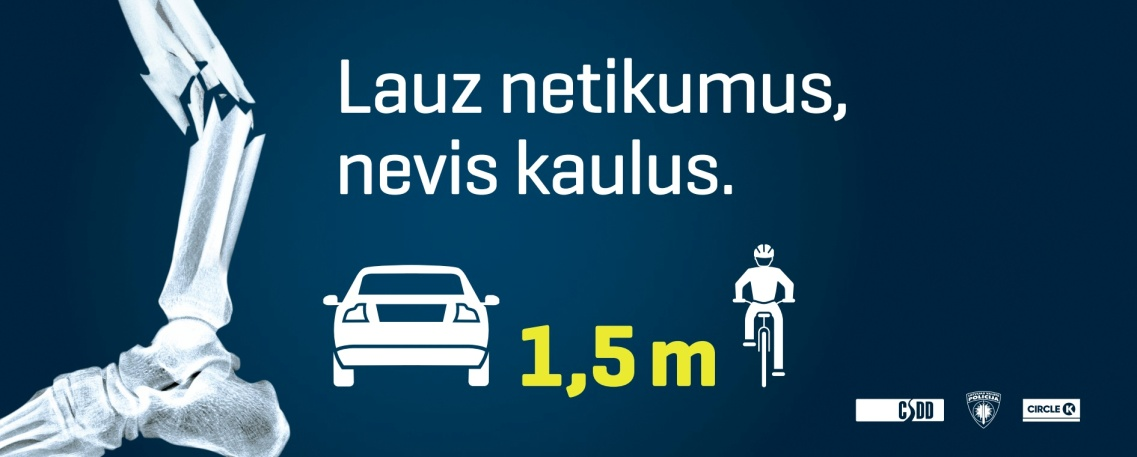 Lauz netikumus,
nevis kaulus.
1,5 m
CSDD
POLICIJA
CIRCLE K